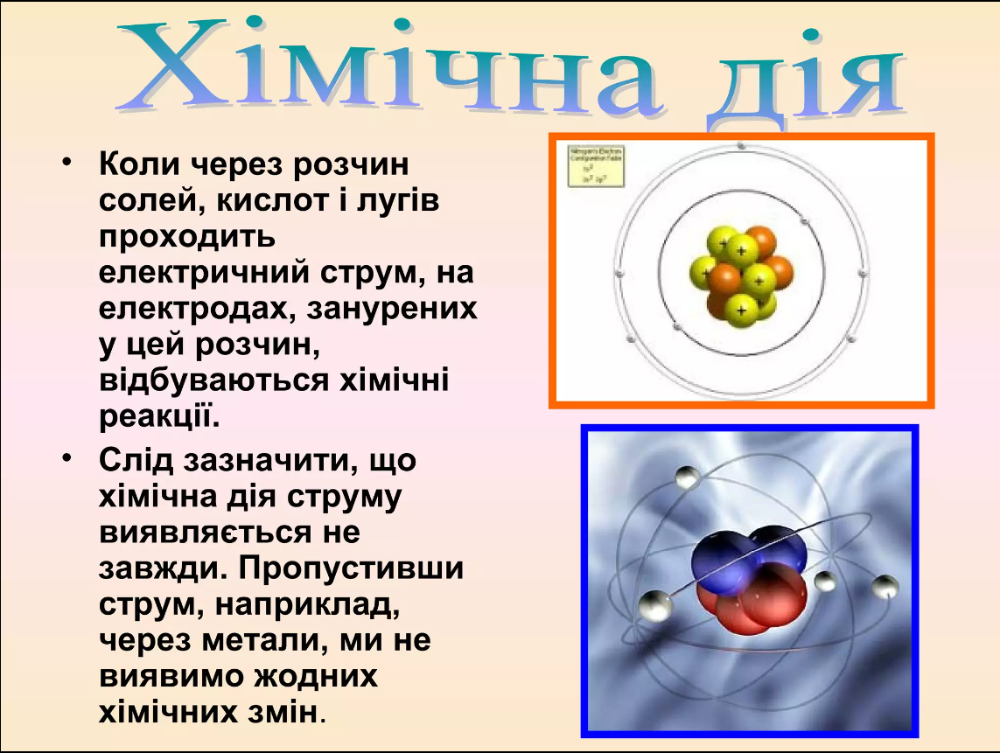 Хімічна дія
• Коли через розчин
солей, кислот і лугів
проходить
електричний струм, на
електродах, занурених
у цей розчин,
відбуваються хімічні
реакції.
• Слід зазначити, що
хімічна дія струму
виявляється не
завжди. Пропустивши
струм, наприклад,
через метали, ми не
виявимо жодних
хімічних змін.
+
+
+
+
+